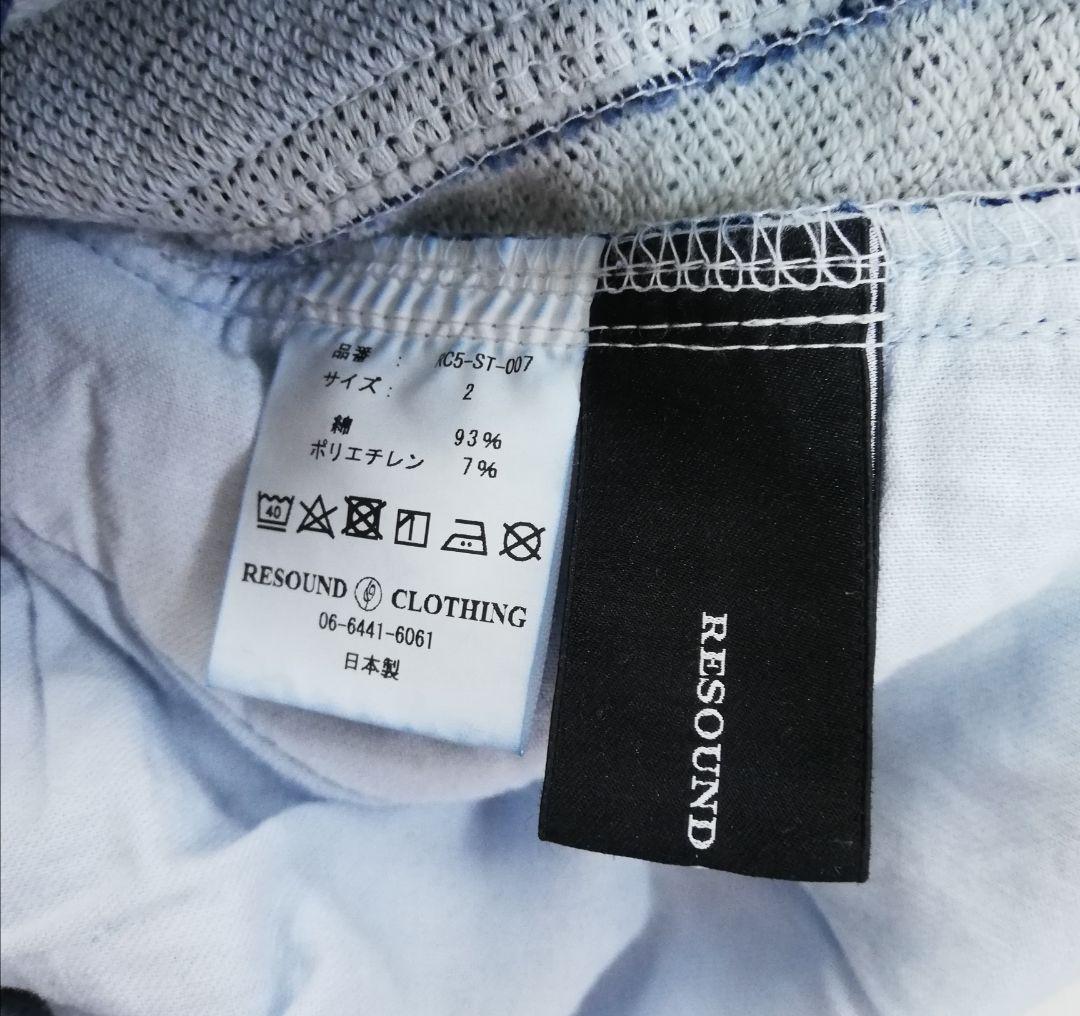 品番 : RC5-ST-007
サイズ : 2
綿 93%
ポリエチレン 7%
40
RESOUND CLOTHING
06-6441-6061
日本製
RESOUND